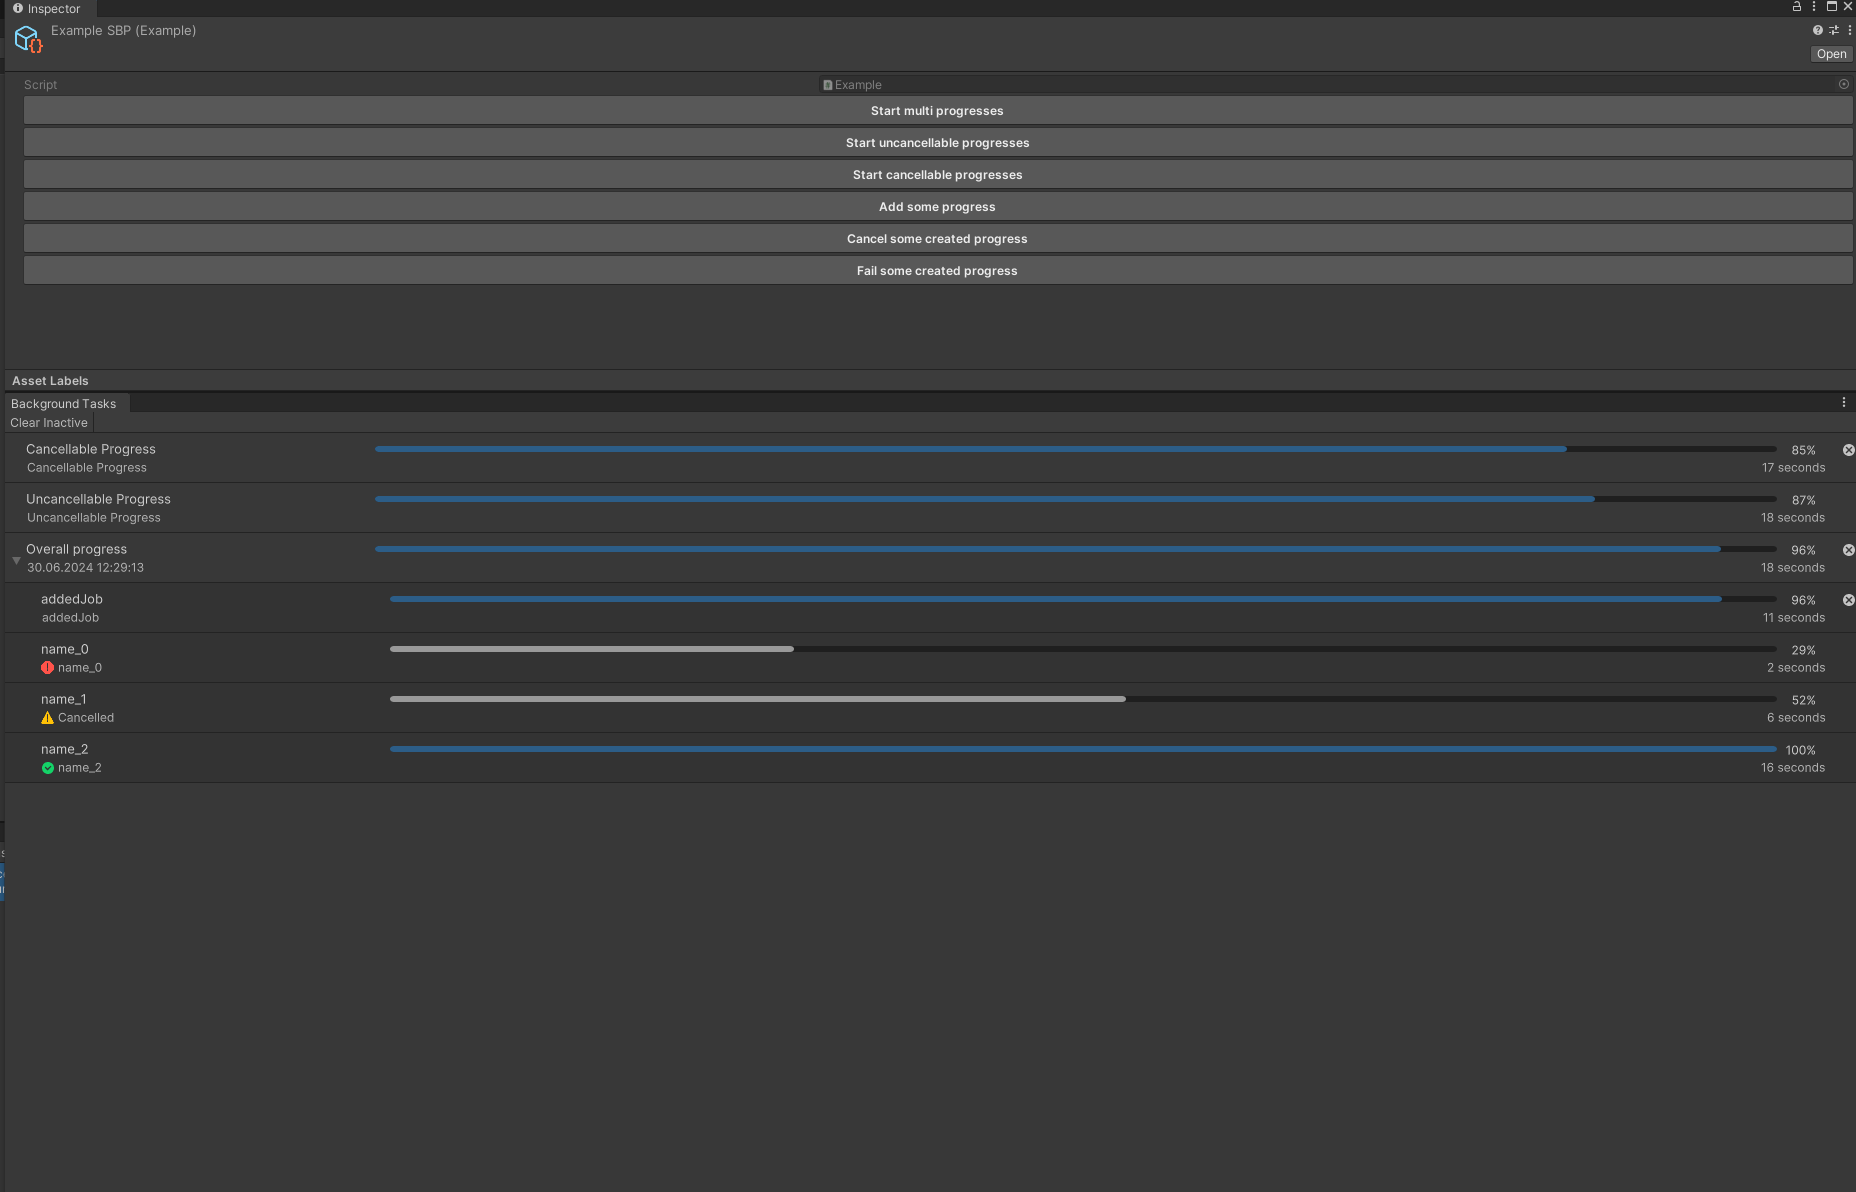 Inspector
Example SBP (Example)
Open
Script
Example
Start multi progresses
Start uncancellable progresses
Start cancellable progresses
Add some progress
Cancel some created progress
Fail some created progress
Asset Labels
Background Tasks
Clear Inactive
Cancellable Progress
85%
Cancellable Progress
17 seconds
Uncancellable Progress
87%
Uncancellable Progress
18 seconds
Overall progress
96%
30.06.2024 12:29:13
18 seconds
addedJob
96%
addedJob
11 seconds
name_0
29%
name_0
2 seconds
name_1
52%
Cancelled
6 seconds
name_2
100%
name_2
16 seconds